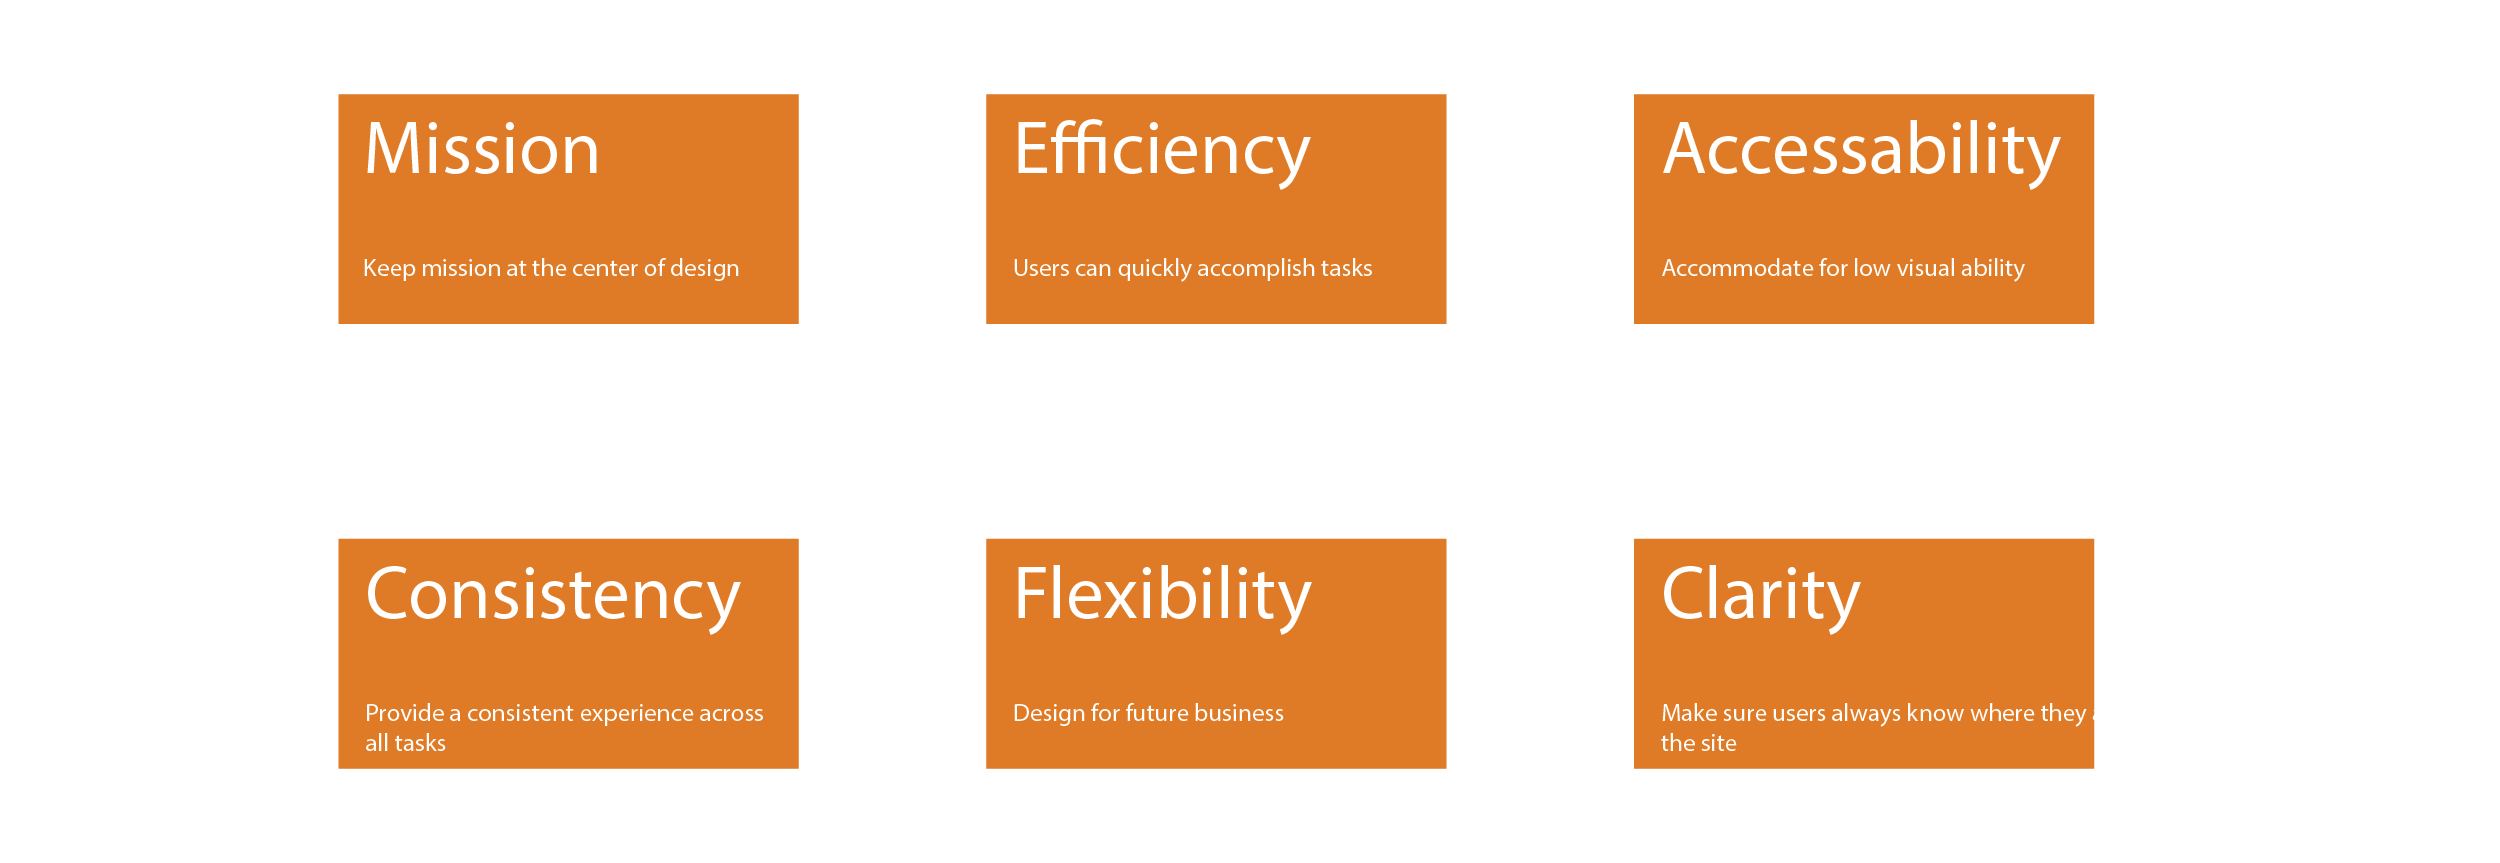 Mission
Keep mission at the center of design
Efficiency
Users can quickly accomplish tasks
Accessability
Accommodate for low visual ability
Consistency
Provide a consistent experience across
all tasks
Flexibility
Design for future business
Clarity
Make sure users always know where they
the site